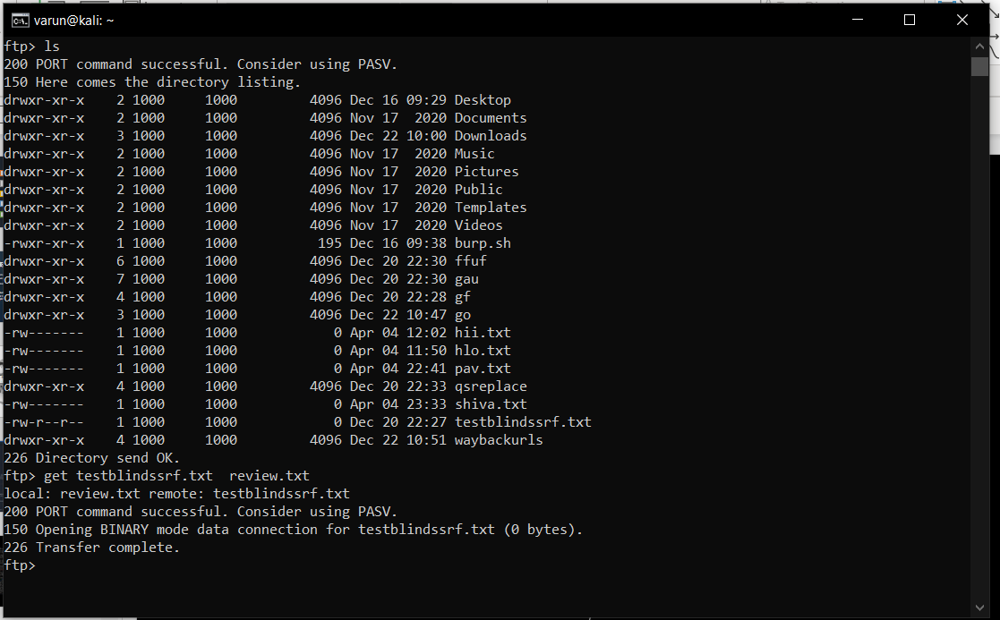 varun@kali: ~
ftp> ls
200 PORT command successful. Consider using PASV.
150 Here comes the directory listing.
drwxr-xr-x    2 1000     1000         4096 Dec 16 09:29 Desktop
drwxr-xr-x    2 1000     1000         4096 Nov 17  2020 Documents
drwxr-xr-x    3 1000     1000         4096 Dec 22 10:00 Downloads
drwxr-xr-x    2 1000     1000         4096 Nov 17  2020 Music
drwxr-xr-x    2 1000     1000         4096 Nov 17  2020 Pictures
drwxr-xr-x    2 1000     1000         4096 Nov 17  2020 Public
drwxr-xr-x    2 1000     1000         4096 Nov 17  2020 Templates
drwxr-xr-x    2 1000     1000         4096 Nov 17  2020 Videos
-rwxr-xr-x    1 1000     1000          195 Dec 16 09:38 burp.sh
drwxr-xr-x    6 1000     1000         4096 Dec 20 22:30 ffuf
drwxr-xr-x    7 1000     1000         4096 Dec 20 22:30 gau
drwxr-xr-x    4 1000     1000         4096 Dec 20 22:28 gf
drwxr-xr-x    3 1000     1000         4096 Dec 22 10:47 go
-rw-------    1 1000     1000            0 Apr 04 12:02 hii.txt
-rw-------    1 1000     1000            0 Apr 04 11:50 hlo.txt
-rw-------    1 1000     1000            0 Apr 04 22:41 pav.txt
drwxr-xr-x    4 1000     1000         4096 Dec 20 22:33 qsreplace
-rw-------    1 1000     1000            0 Apr 04 23:33 shiva.txt
-rw-r--r--    1 1000     1000            0 Dec 20 22:27 testblindssrf.txt
drwxr-xr-x    4 1000     1000         4096 Dec 22 10:51 waybackurls
226 Directory send OK.
ftp> get testblindssrf.txt  review.txt
local: review.txt remote: testblindssrf.txt
200 PORT command successful. Consider using PASV.
150 Opening BINARY mode data connection for testblindssrf.txt (0 bytes).
226 Transfer complete.
ftp>